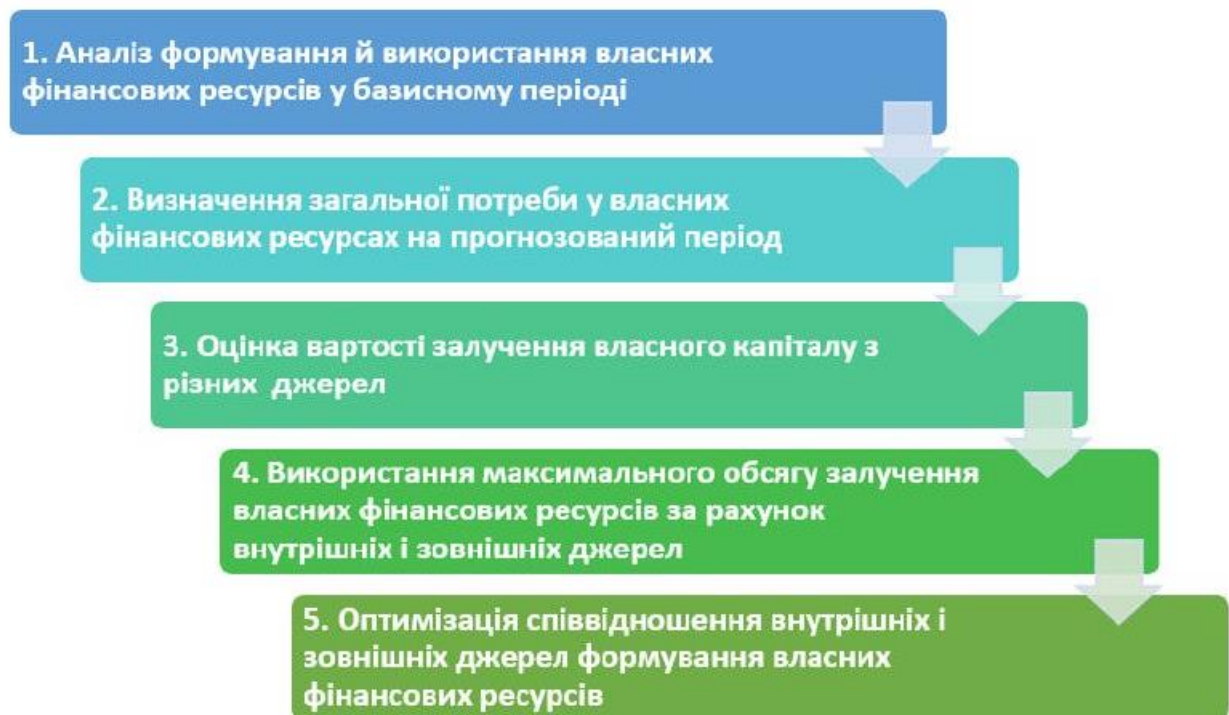 1. Аналіз формування й використання власних
фінансових ресурсів у базисному періоді
2. Визначення загальної потреби у власних
фінансових ресурсах на прогнозований період
3. Оцінка вартості залучення власного капіталу з
різних джерел
4. Використання максимального обсягу залучення
власних фінансових ресурсів за рахунок
внутрішніх і зовнішніх джерел
5. Оптимізація співвідношення внутрішніх і
зовнішніх джерел формування власних
фінансових ресурсів